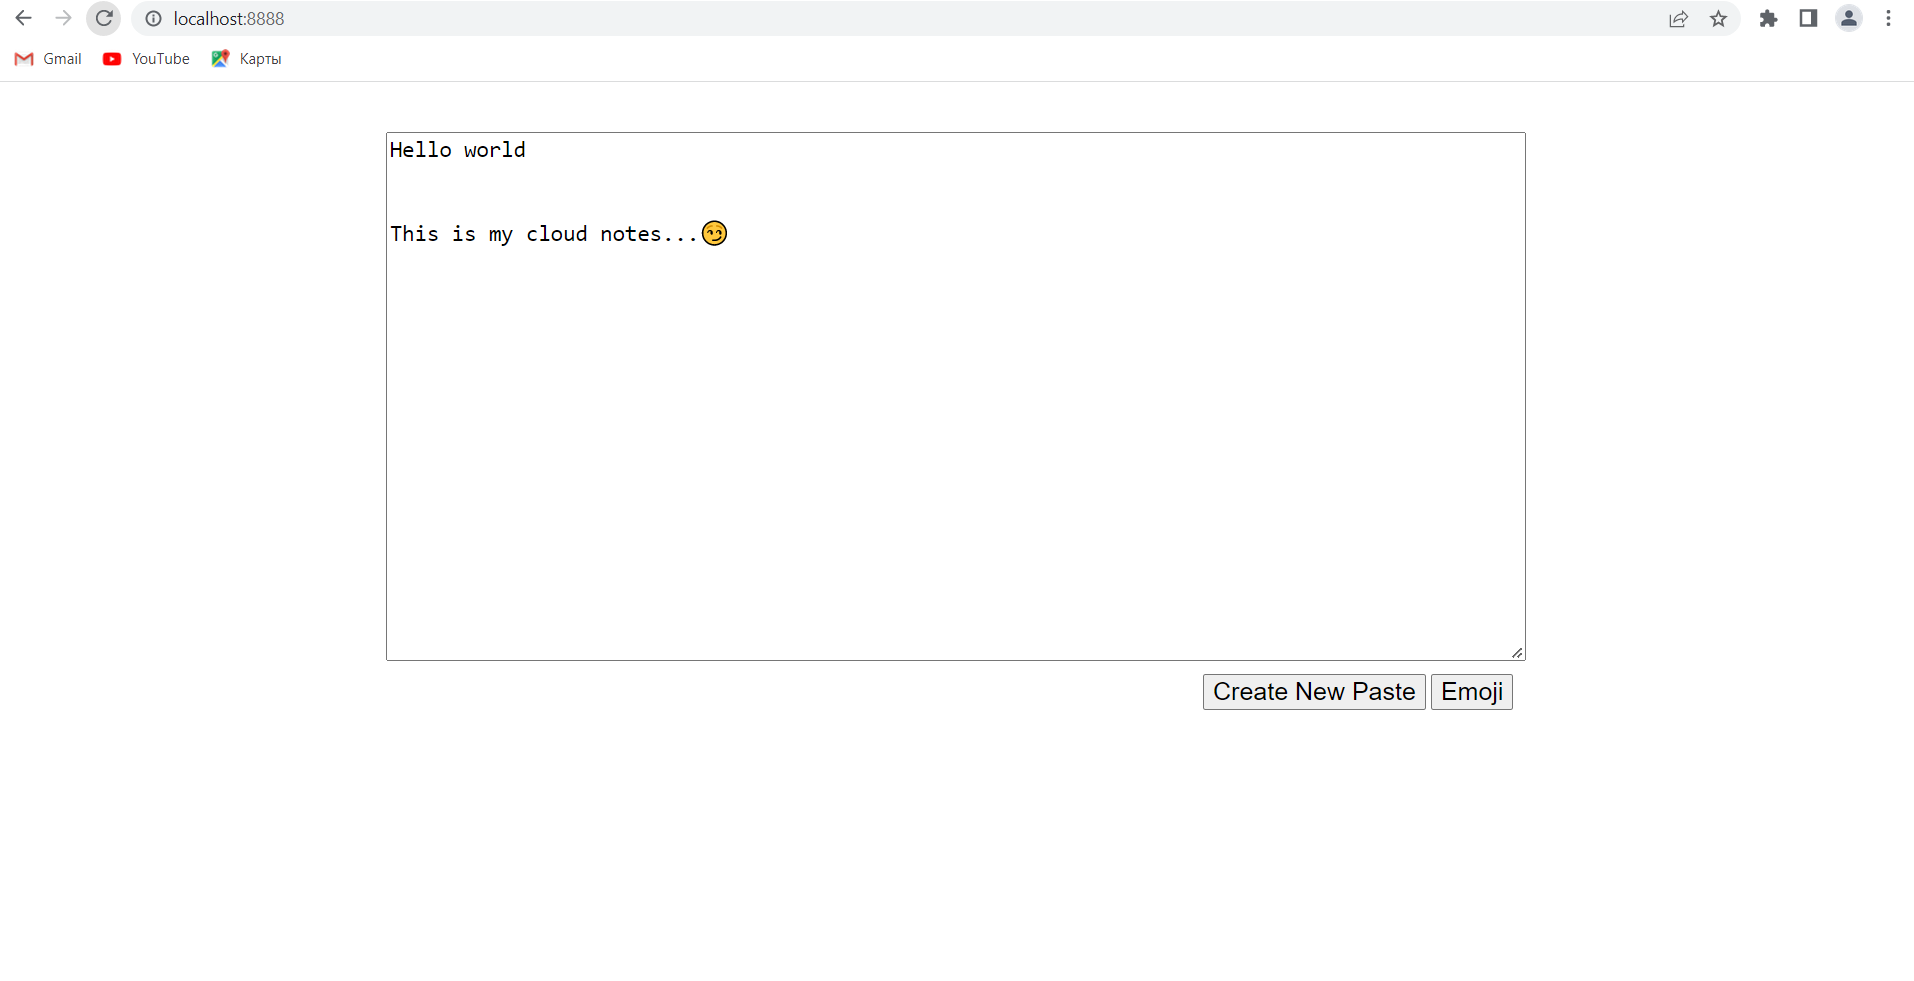 localhost:8888
Gmail YouTube Карты
Hello world
This is my cloud notes...😏
Create New Paste Emoji